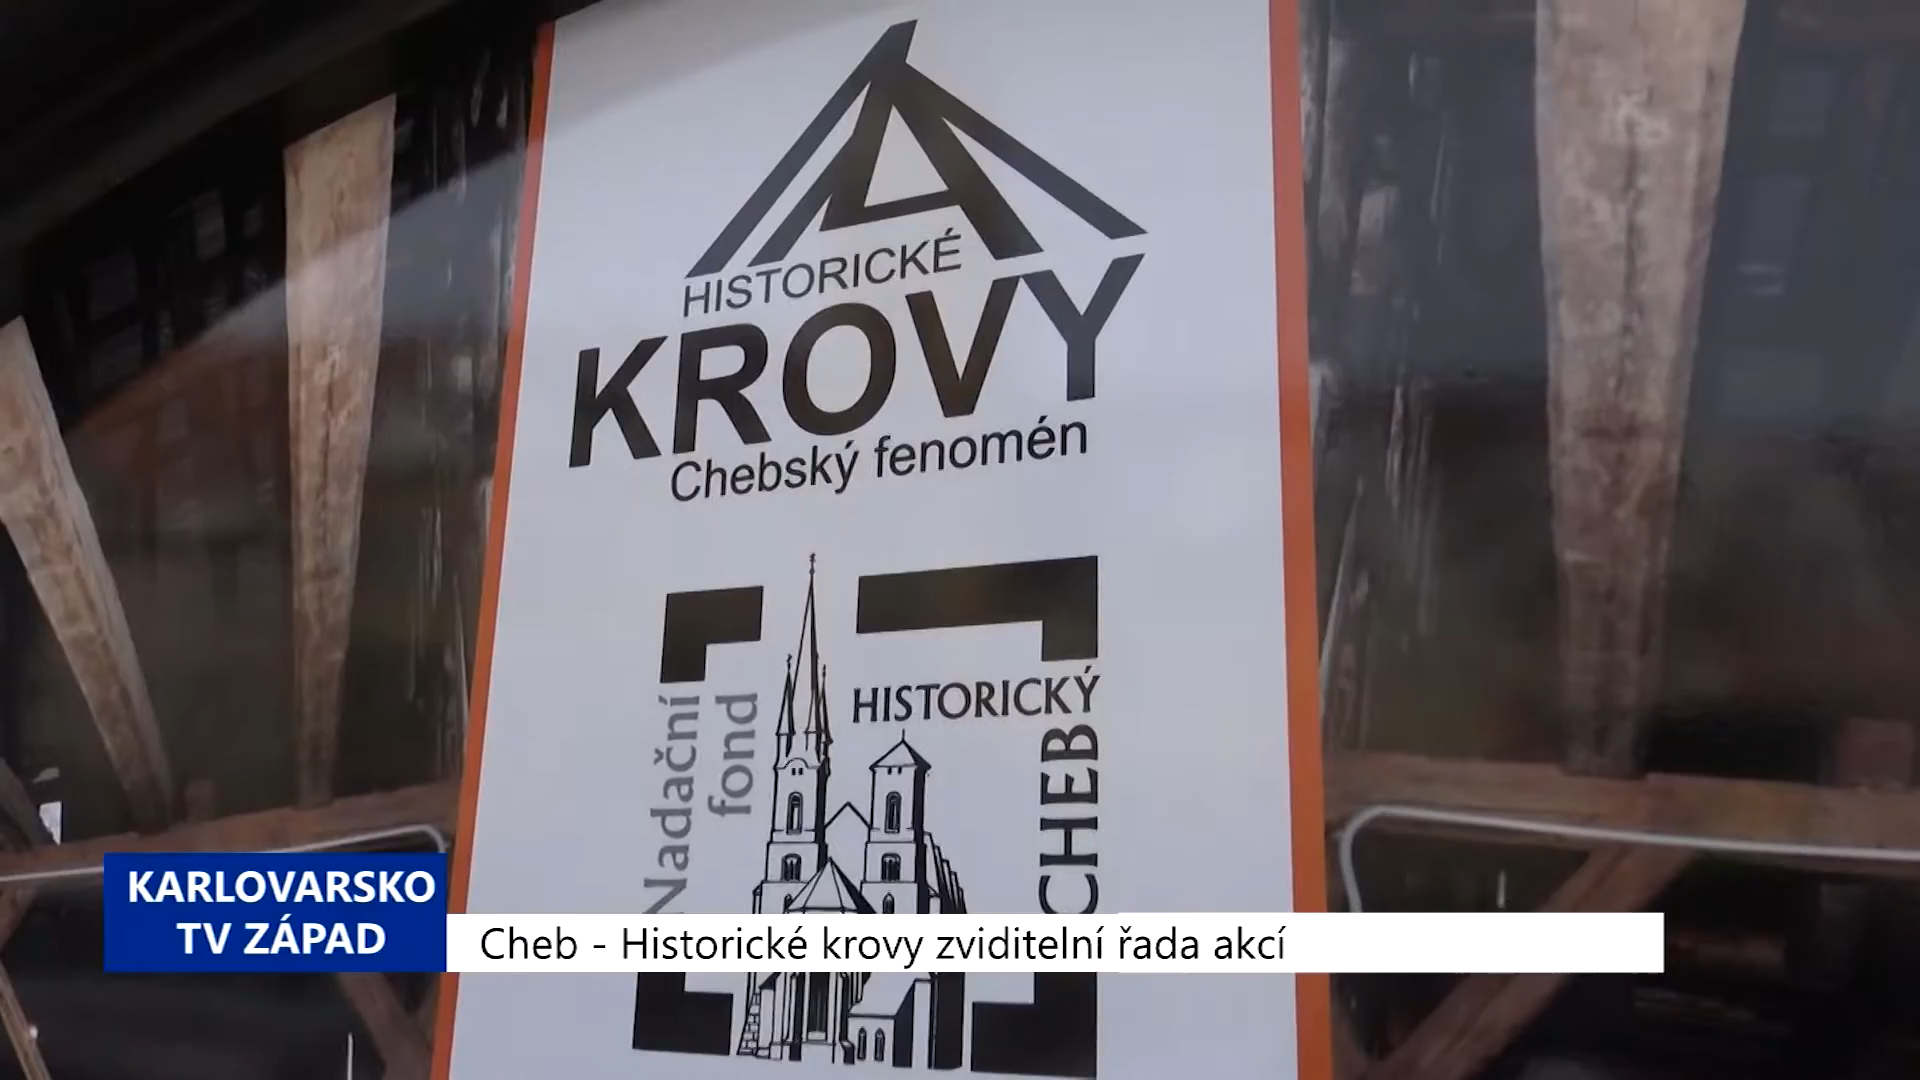 HISTORICKÉ
KROVY
Chebský fenomén
Nadační
fond
HISTORICKÝ
CHEB
KARLOVARSKO
TV ZÁPAD
Cheb - Historické krovy zviditelní řada akcí